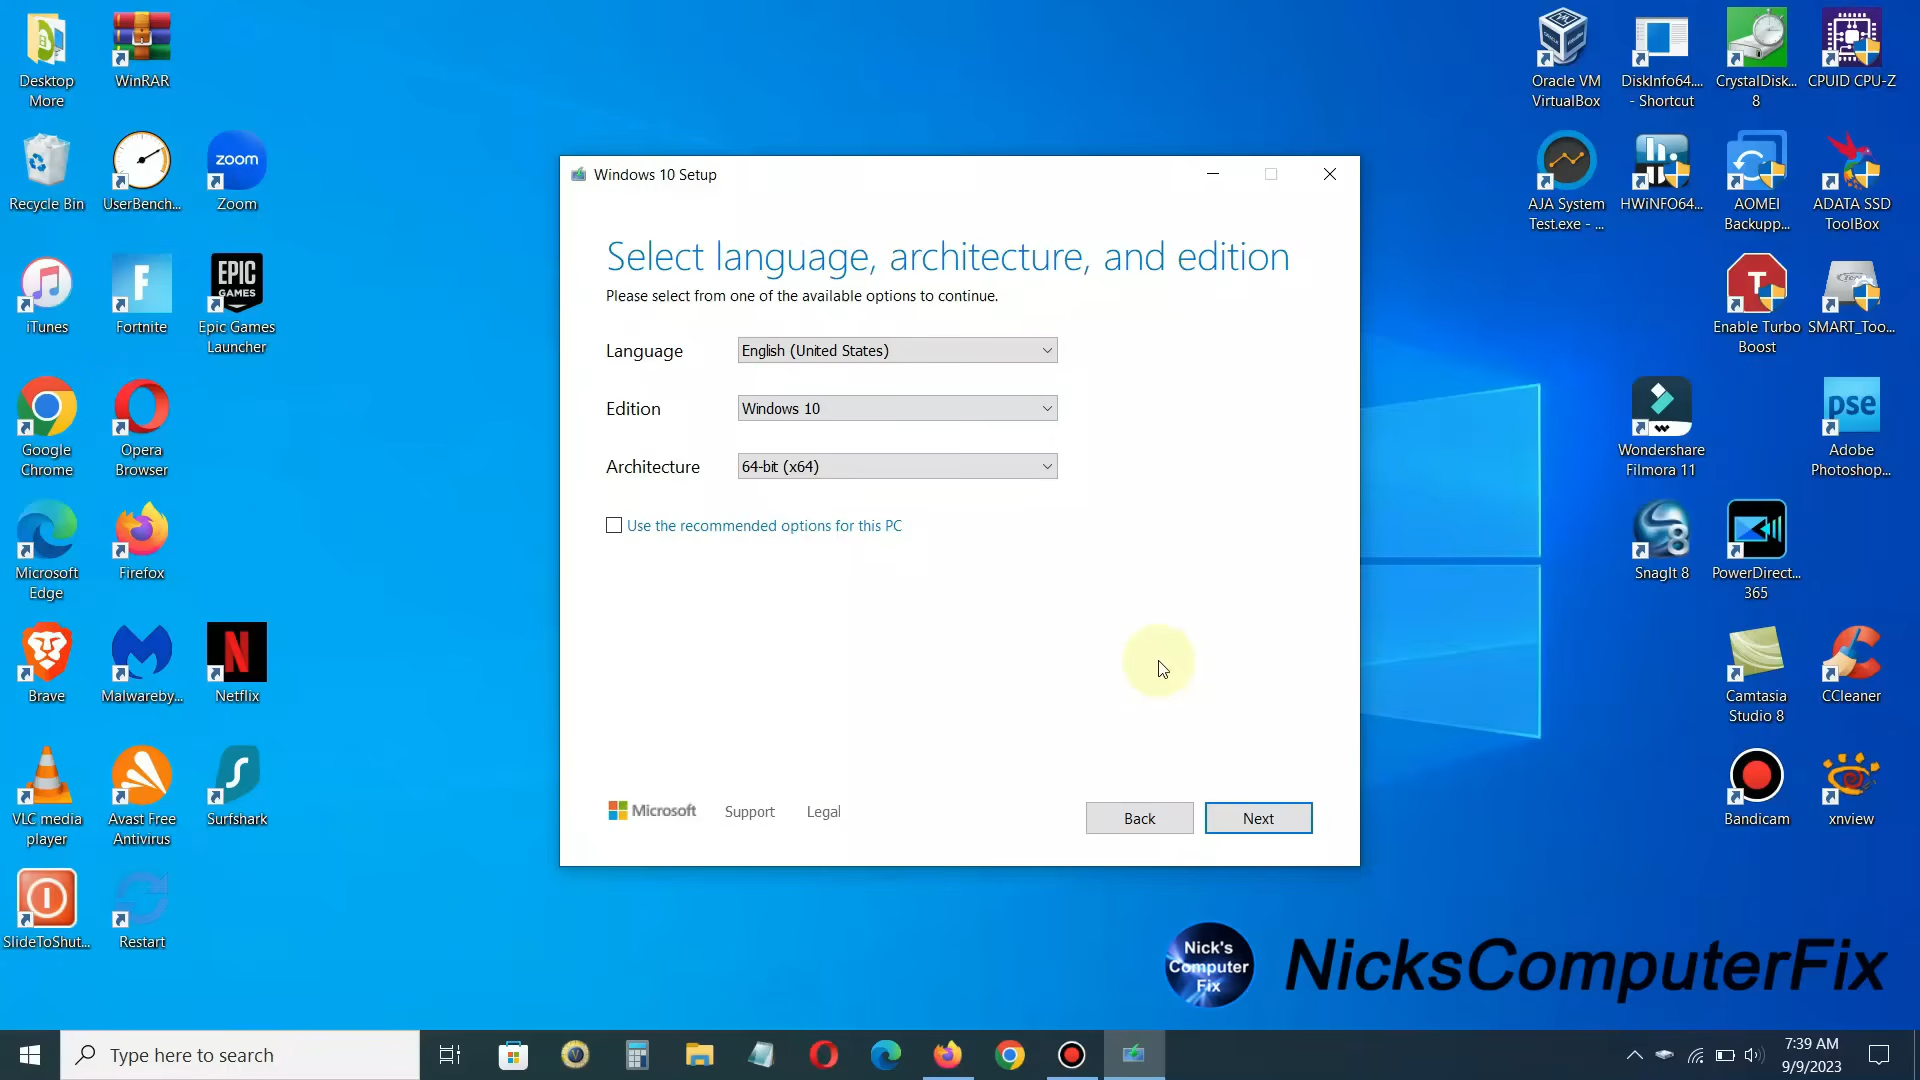 Desktop
More
WinRAR
Oracle VM
VirtualBox
DiskInfo64....
- Shortcut
CrystalDisk...
8
CPUID CPU-Z
Recycle Bin
UserBench...
zoom
Zoom
AJA System
Test.exe - ...
HWiNFO64...
AOMEI
Backupp...
ADATA SSD
ToolBox
iTunes
F
Fortnite
EPIC
GAMES
Epic Games
Launcher
T
Enable Turbo
Boost
SMART_Too...
Google
Chrome
Opera
Browser
Wondershare
Filmora 11
pse
Adobe
Photoshop...
Microsoft
Edge
Firefox
8
SnagIt 8
PowerDirect...
365
Brave
Malwareby...
N
Netflix
Camtasia
Studio 8
CCleaner
VLC media
player
Avast Free
Antivirus
S
Surfshark
Bandicam
xnview
SlideToShut...
Restart
Windows 10 Setup
Select language, architecture, and edition
Please select from one of the available options to continue.
Language
English (United States)
Edition
Windows 10
Architecture
64-bit (x64)
Use the recommended options for this PC
Microsoft
Support
Legal
Back
Next
Nick's
Computer
Fix
NicksComputerFix
Type here to search
7:39 AM
9/9/2023